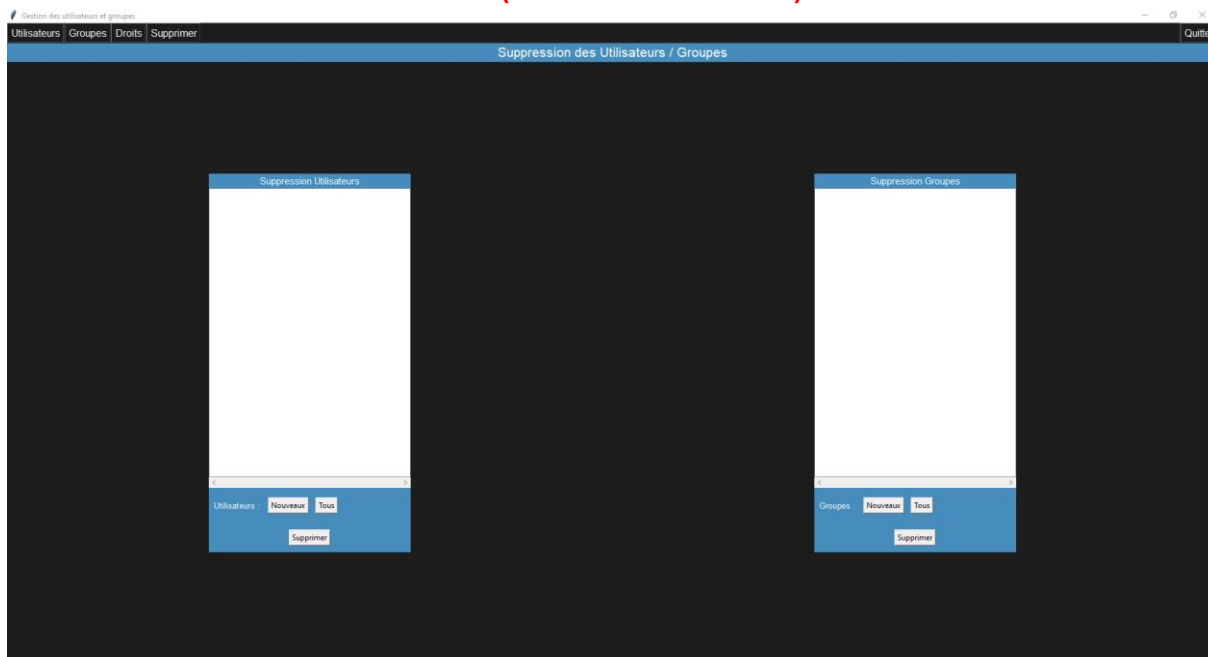 Gestion des utilisateurs et groupes
Utilisateurs Groupes Droits Supprimer Quitte
Suppression des Utilisateurs / Groupes
Suppression Utilisateurs
Utilisateurs : Nouveaux Tous
Supprimer
Suppression Groupes
Groupes : Nouveaux Tous
Supprimer